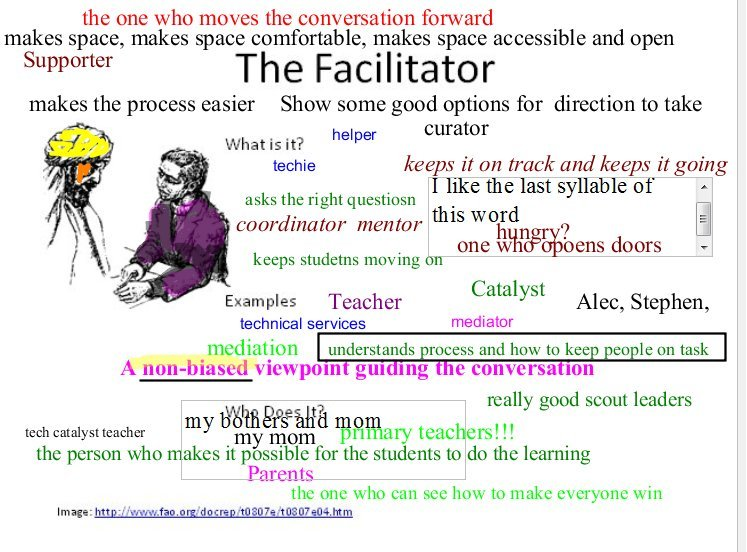 the one who moves the conversation forward
makes space, makes space comfortable, makes space accessible and open
Supporter
The Facilitator
makes the process easier Show some good options for direction to take
curator
What is it? helper
techie keeps it on track and keeps it going
I like the last syllable of
this word
asks the right questiosn
coordinator mentor hungry?
one who opoens doors
keeps studetns moving on
Catalyst
Examples Teacher Alec, Stephen,
technical services mediator
mediation understands process and how to keep people on task
A non-biased viewpoint guiding the conversation
really good scout leaders
Who Does It?
my bothers and mom
tech catalyst teacher my mom primary teachers!!!
the person who makes it possible for the students to do the learning
Parents
the one who can see how to make everyone win
Image: http://www.fao.org/docrep/t0807e/t0807e04.htm